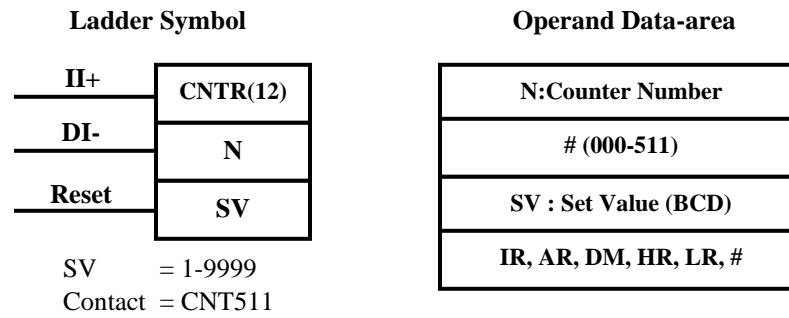 Ladder Symbol
II+
CNTR(12)
DI-
N
Reset
SV
SV = 1-9999
Contact = CNT511
Operand Data-area
N:Counter Number
# (000-511)
SV : Set Value (BCD)
IR, AR, DM, HR, LR, #